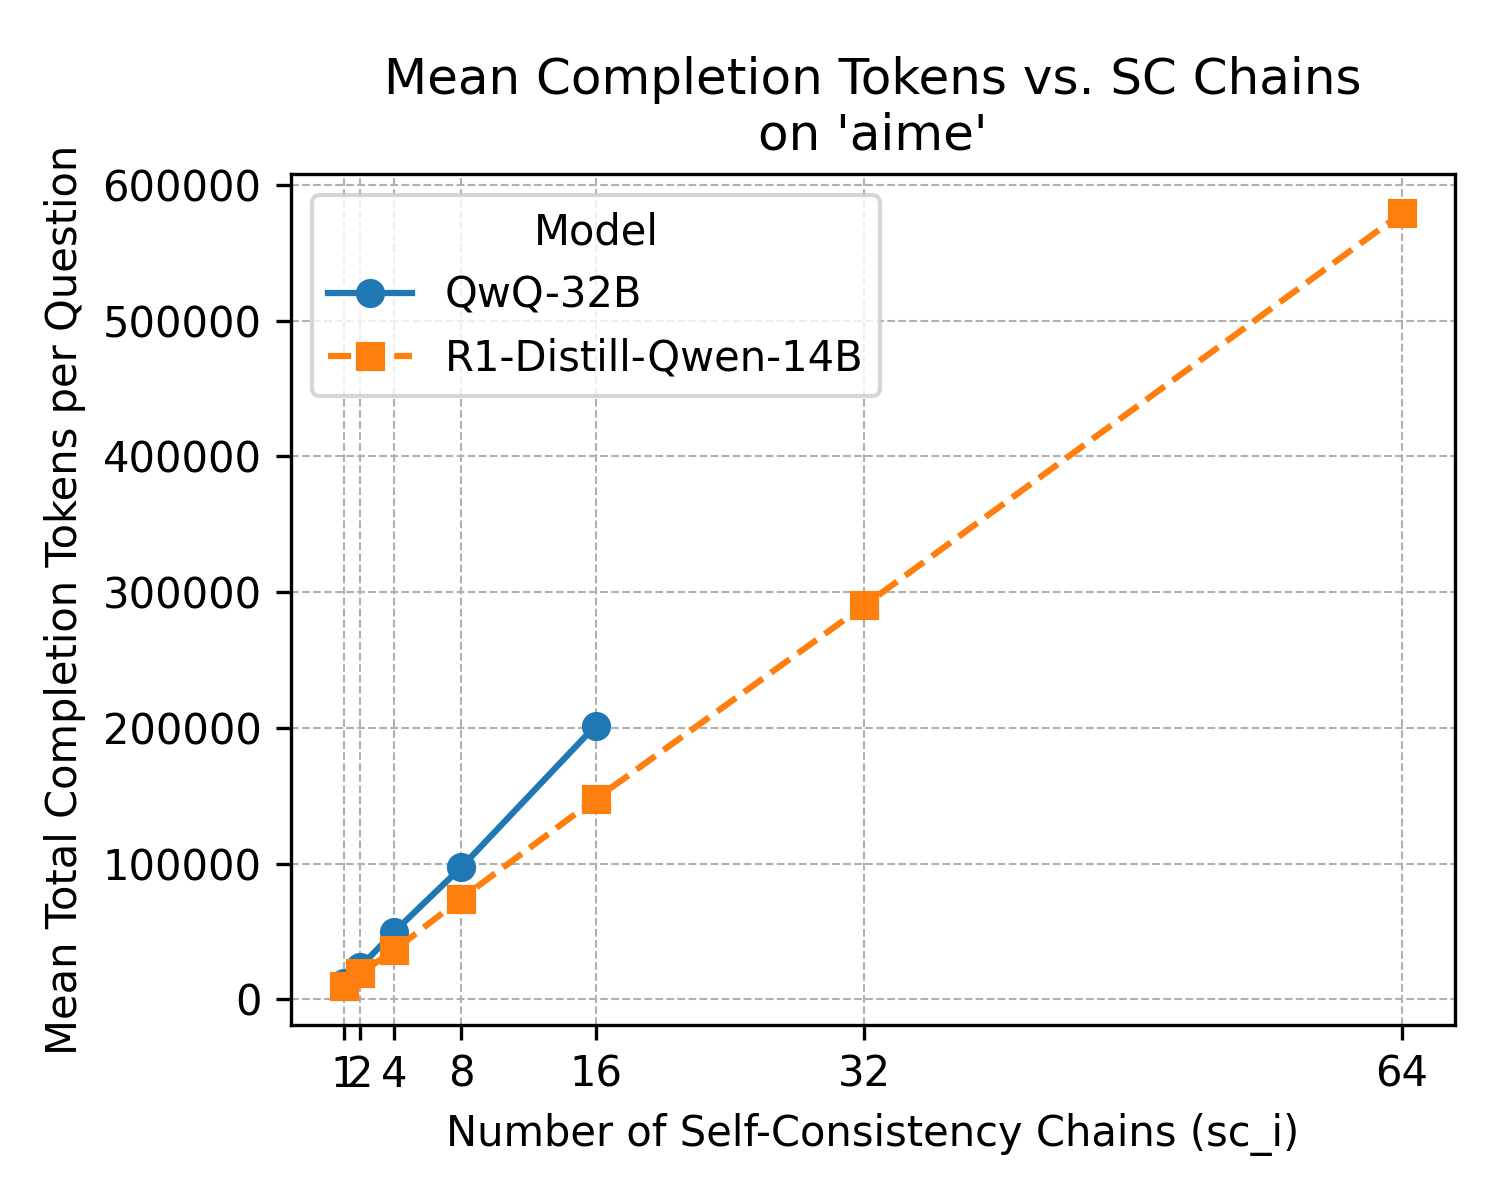 Mean Completion Tokens vs. SC Chains
on 'aime'
Mean Total Completion Tokens per Question
600000
500000
400000
300000
200000
100000
0
Model
QwQ-32B
R1-Distill-Qwen-14B
1 2 4 8 16 32 64
Number of Self-Consistency Chains (sc_i)